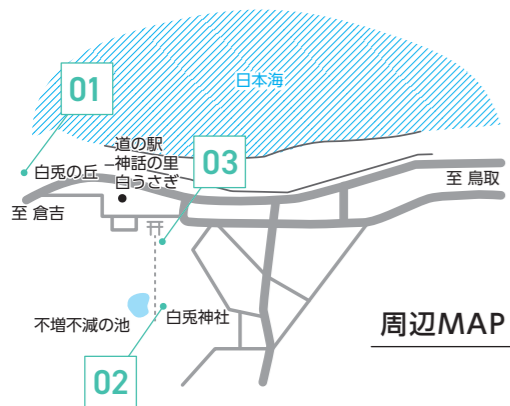 日本海
01
道の駅
神話の里
白うさぎ
03
白兎の丘
至 鳥取
至 倉吉
不増不減の池
白兎神社
周辺MAP
02